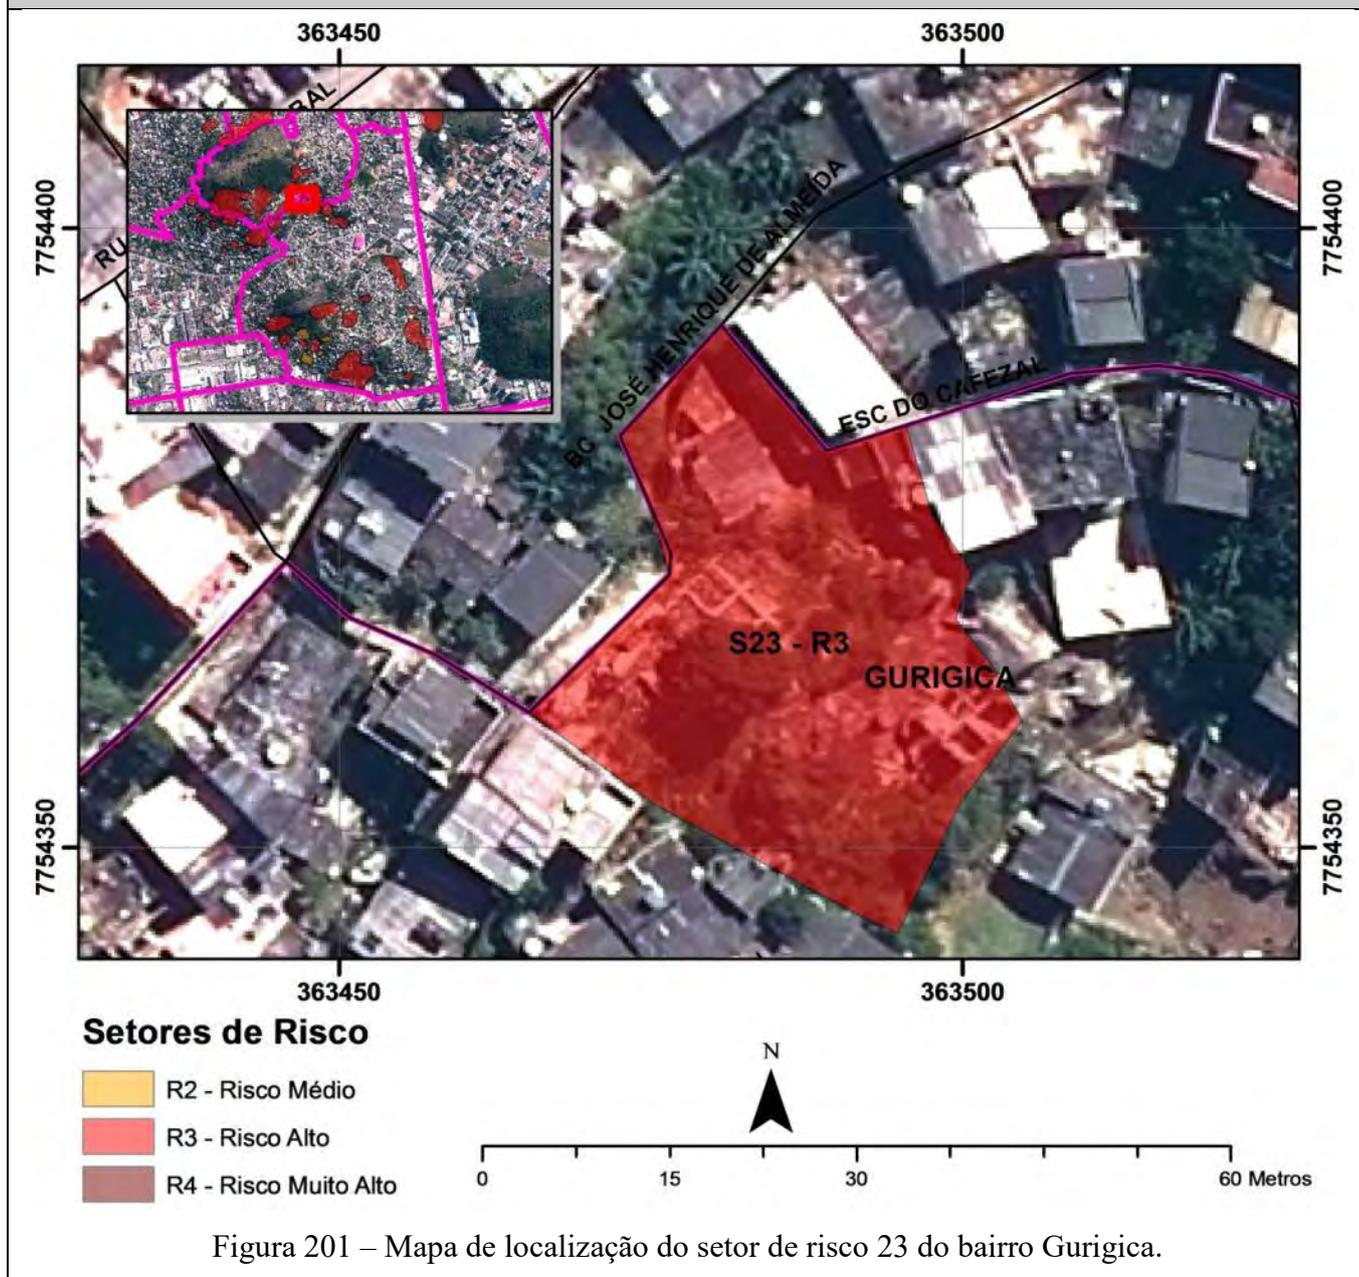 363450
363500
RAL
RU
7754400
7754400
BC JOSÉ HENRIQUE DE ALMEIDA
ESC DO CAFEZAL
S23 - R3
GURIGICA
7754350
7754350
363450
363500
Setores de Risco
R2 - Risco Médio
R3 - Risco Alto
R4 - Risco Muito Alto
N
0 15 30 60 Metros
Figura 201 – Mapa de localização do setor de risco 23 do bairro Gurigica.